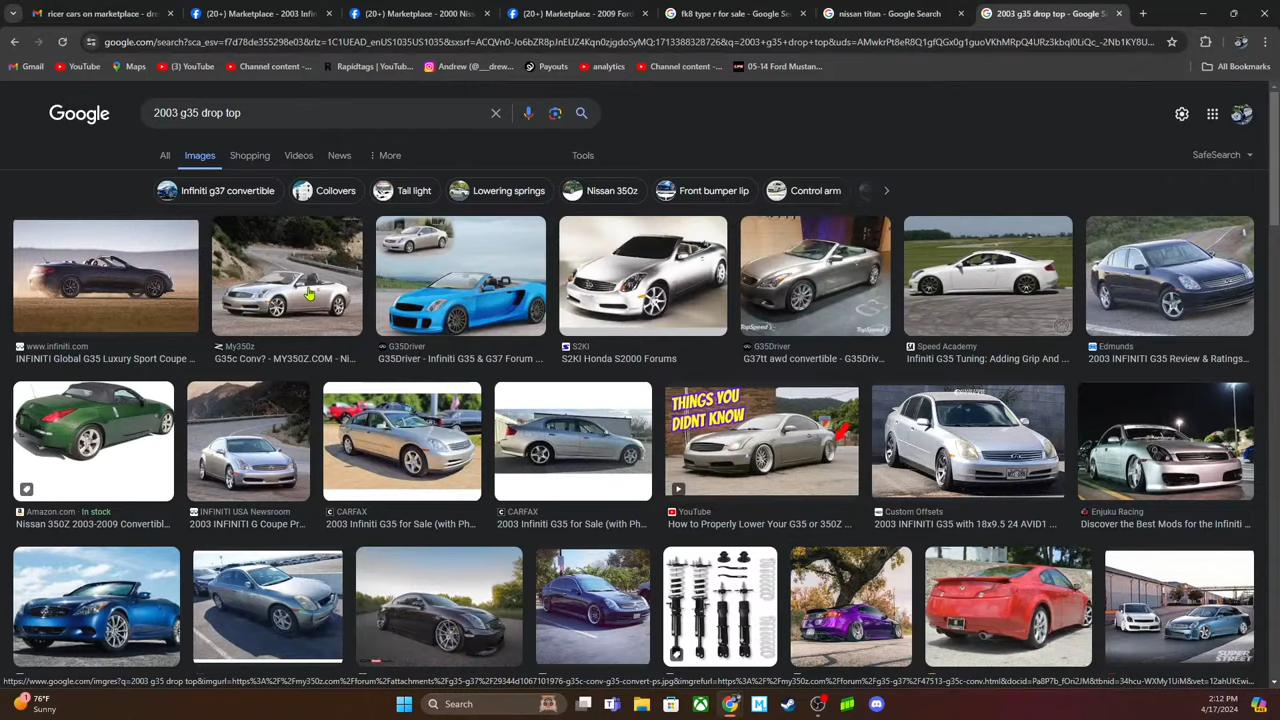 ricer cars on marketplace - dre
(20+) Marketplace - 2003 Infin
(20+) Marketplace - 2000 Niss
(20+) Marketplace - 2009 Ford
fk8 type r for sale - Google Se
nissan titan - Google Search
2003 g35 drop top - Google Se
Gmail
YouTube
Maps
(3) YouTube
Channel content -...
Rapidtags | YouTub...
Andrew (@___drew...
Payouts
analytics
Channel content -...
05-14 Ford Mustan...
All Bookmarks
Google
2003 g35 drop top
All
Images
Shopping
Videos
News
More
Tools
SafeSearch
Infiniti g37 convertible
Coilovers
Tail light
Lowering springs
Nissan 350z
Front bumper lip
Control arm
www.infiniti.com
INFINITI Global G35 Luxury Sport Coupe ...
My350z
G35c Conv? - MY350Z.COM - Ni...
G35Driver
G35Driver - Infiniti G35 & G37 Forum ...
S2KI
S2KI Honda S2000 Forums
TopSpeed
TopSpeed
G35Driver
G37tt awd convertible - G35Driv...
Speed Academy
Infiniti G35 Tuning: Adding Grip And ...
Edmunds
2003 INFINITI G35 Review & Ratings...
Amazon.com · In stock
Nissan 350Z 2003-2009 Convertibl...
INFINITI USA Newsroom
2003 INFINITI G Coupe Pr...
CARFAX
2003 Infiniti G35 for Sale (with Ph...
CARFAX
2003 Infiniti G35 for Sale (with Ph...
THINGS YOU
DIDNT KNOW
YouTube
How to Properly Lower Your G35 or 350Z ...
Custom Offsets
2003 INFINITI G35 with 18x9.5 24 AVID1 ...
Enjuku Racing
Discover the Best Mods for the Infiniti ...
SUPER
STREET
76°F
Sunny
Search
2:12 PM
4/17/2024